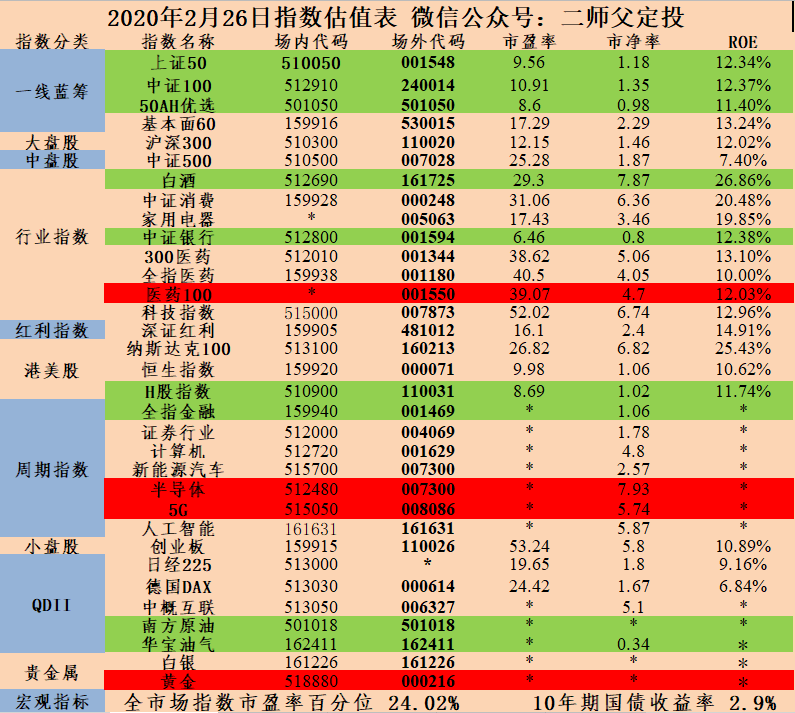 2020年2月26日指数估值表 微信公众号：二师父定投
指数分类 指数名称 场内代码 场外代码 市盈率 市净率 ROE
一线蓝筹 上证50 510050 001548 9.56 1.18 12.34%
中证100 512910 240014 10.91 1.35 12.37%
50AH优选 501050 501050 8.6 0.98 11.40%
基本面60 159916 530015 17.29 2.29 13.24%
大盘股 沪深300 510300 110020 12.15 1.46 12.02%
中盘股 中证500 510500 007028 25.28 1.87 7.40%
行业指数 白酒 512690 161725 29.3 7.87 26.86%
中证消费 159928 000248 31.06 6.36 20.48%
家用电器 * 005063 17.43 3.46 19.85%
中证银行 512800 001594 6.46 0.8 12.38%
300医药 512010 001344 38.62 5.06 13.10%
全指医药 159938 001180 40.5 4.05 10.00%
医药100 * 001550 39.07 4.7 12.03%
科技指数 515000 007873 52.02 6.74 12.96%
红利指数 深证红利 159905 481012 16.1 2.4 14.91%
港美股 纳斯达克100 513100 160213 26.82 6.82 25.43%
恒生指数 159920 000071 9.98 1.06 10.62%
H股指数 510900 110031 8.69 1.02 11.74%
周期指数 全指金融 159940 001469 * 1.06 *
证券行业 512000 004069 * 1.78 *
计算机 512720 001629 * 4.8 *
新能源汽车 515700 007300 * 2.57 *
半导体 512480 007300 * 7.93 *
5G 515050 008086 * 5.74 *
人工智能 161631 161631 * 5.87 *
小盘股 创业板 159915 110026 53.24 5.8 10.89%
QDII 日经225 513000 * 19.65 1.8 9.16%
德国DAX 513030 000614 24.42 1.67 6.84%
中概互联 513050 006327 * 5.1 *
南方原油 501018 501018 * * *
华宝油气 162411 162411 * 0.34 *
贵金属 白银 161226 161226 * * *
黄金 518880 000216 * * *
宏观指标 全市场指数市盈率百分位 24.02% 10年期国债收益率 2.9%